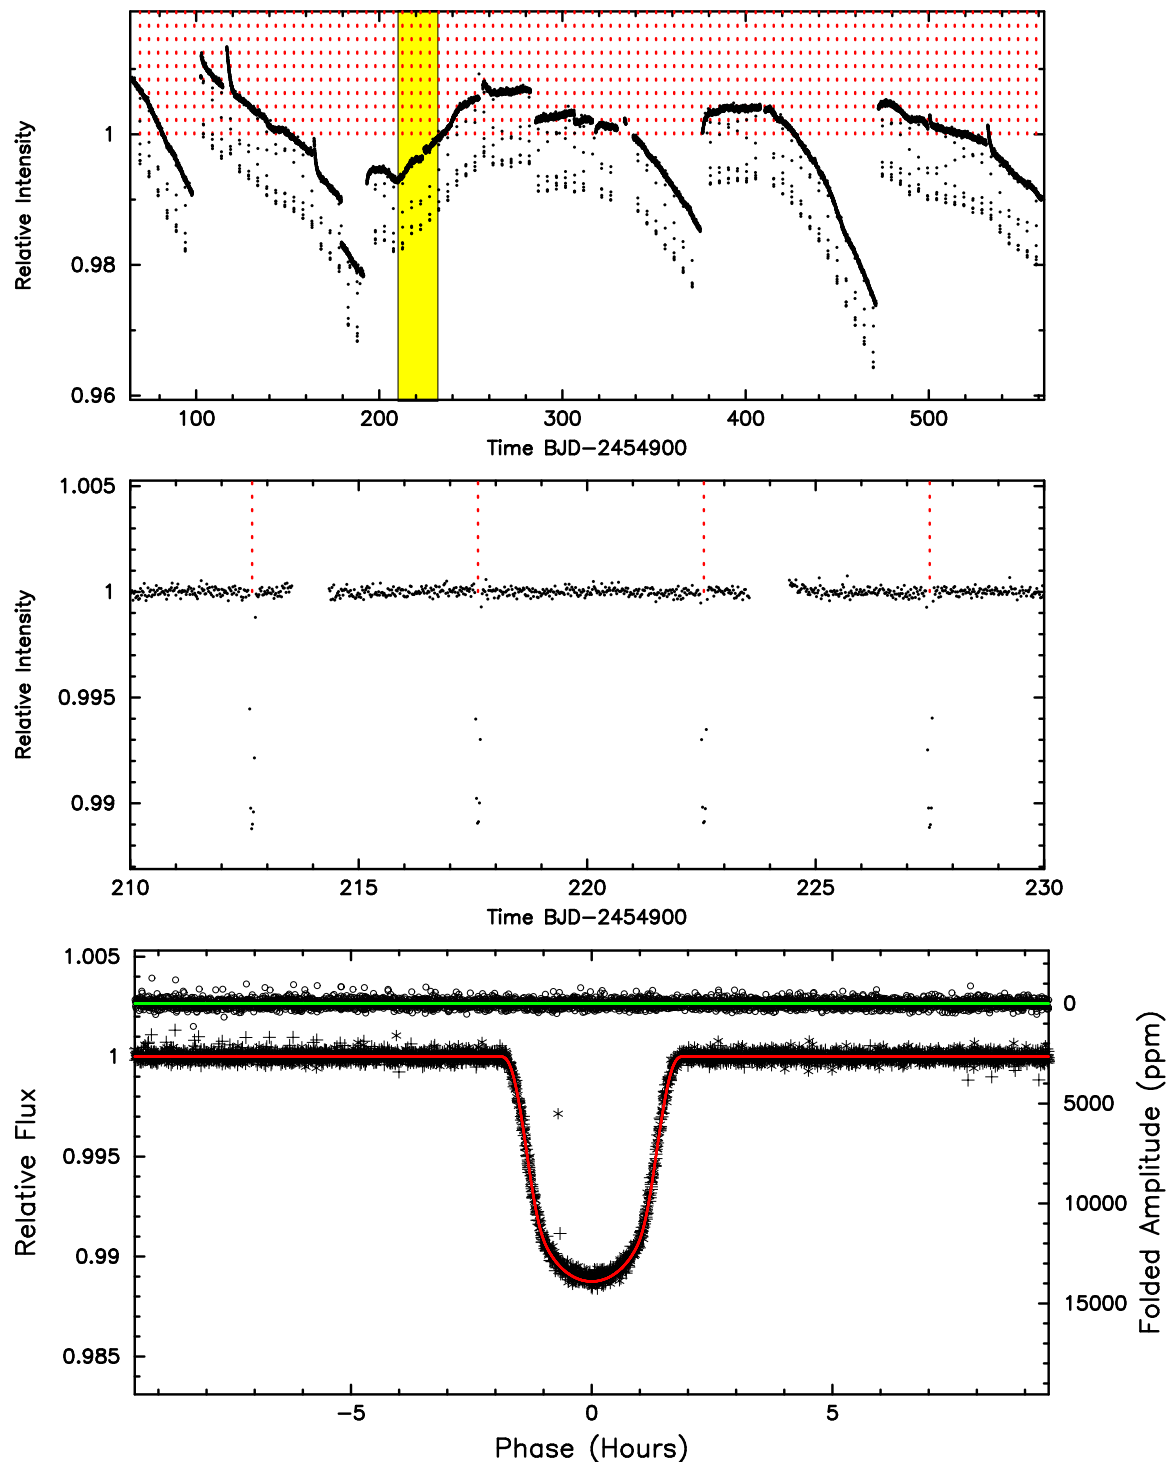 Relative Intensity
1
0.98
0.96
100 200 300 400 500
Time BJD-2454900
Relative Intensity
1.005
1
0.995
0.99
210 215 220 225 230
Time BJD-2454900
Relative Flux
1.005
1
0.995
0.99
0.985
0
5000
10000
15000
Folded Amplitude (ppm)
-5 0 5
Phase (Hours)